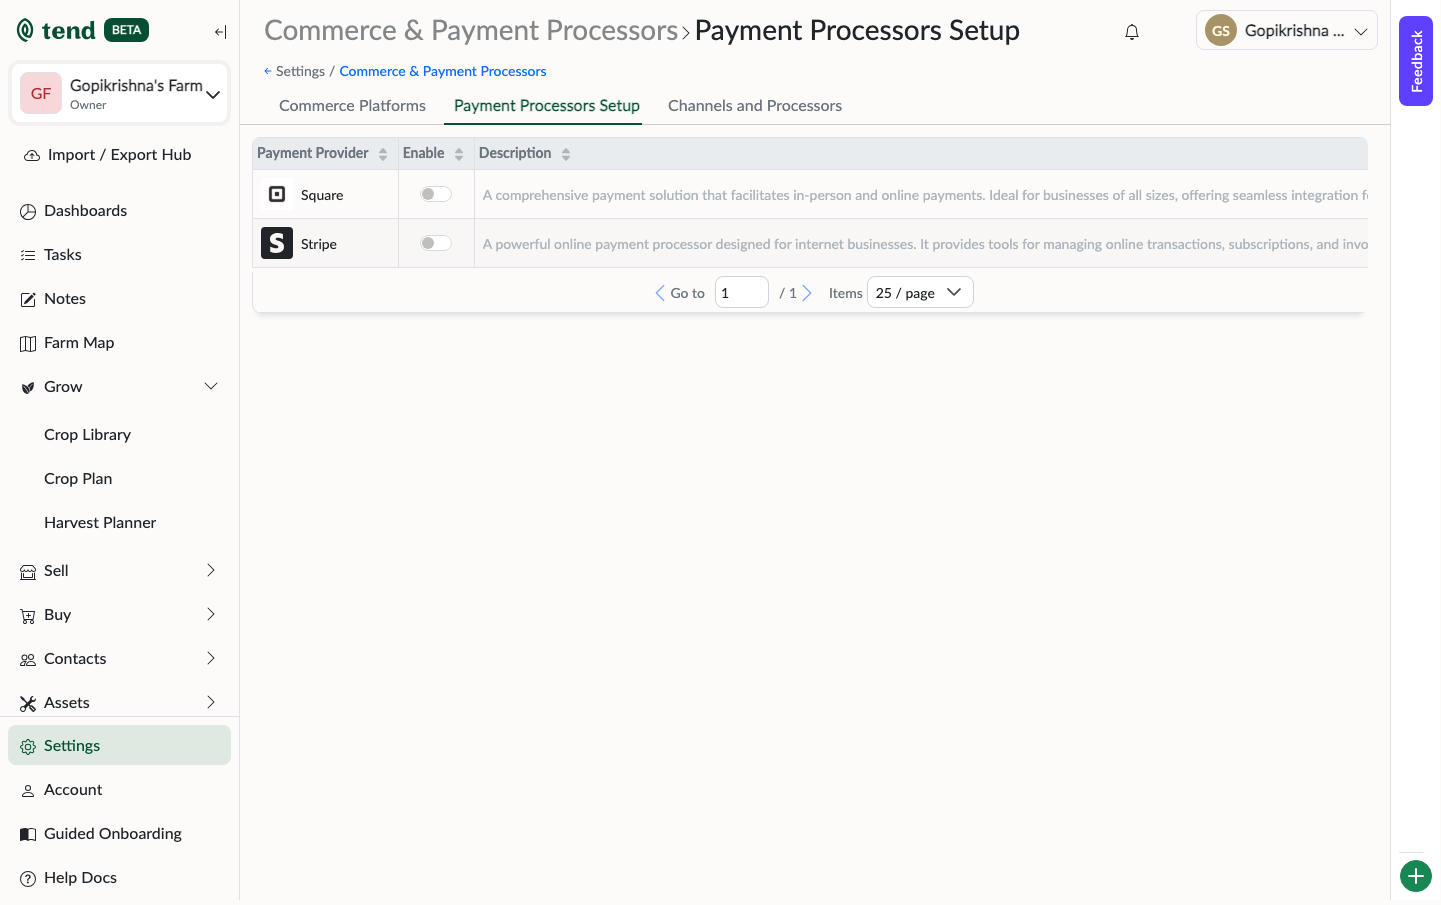 tend BETA
GF Gopikrishna's Farm
Owner
Import / Export Hub
Dashboards
Tasks
Notes
Farm Map
Grow
Crop Library
Crop Plan
Harvest Planner
Sell
Buy
Contacts
Assets
Settings
Account
Guided Onboarding
Help Docs
Commerce & Payment Processors > Payment Processors Setup
GS Gopikrishna ...
← Settings / Commerce & Payment Processors
Commerce Platforms Payment Processors Setup Channels and Processors
Payment Provider Enable Description
Square A comprehensive payment solution that facilitates in-person and online payments. Ideal for businesses of all sizes, offering seamless integration
S Stripe A powerful online payment processor designed for internet businesses. It provides tools for managing online transactions, subscriptions, and invo
Go to 1 / 1 Items 25 / page
Feedback